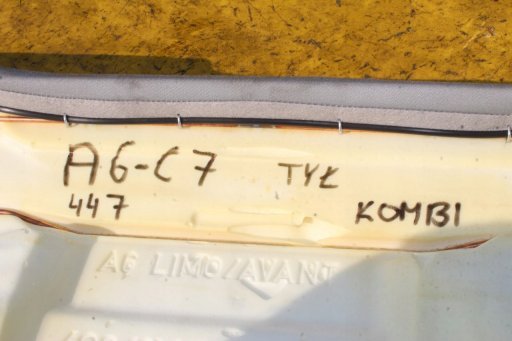 A6-C7 TYŁ
447 KOMBI
A6 LIMO/AVANT